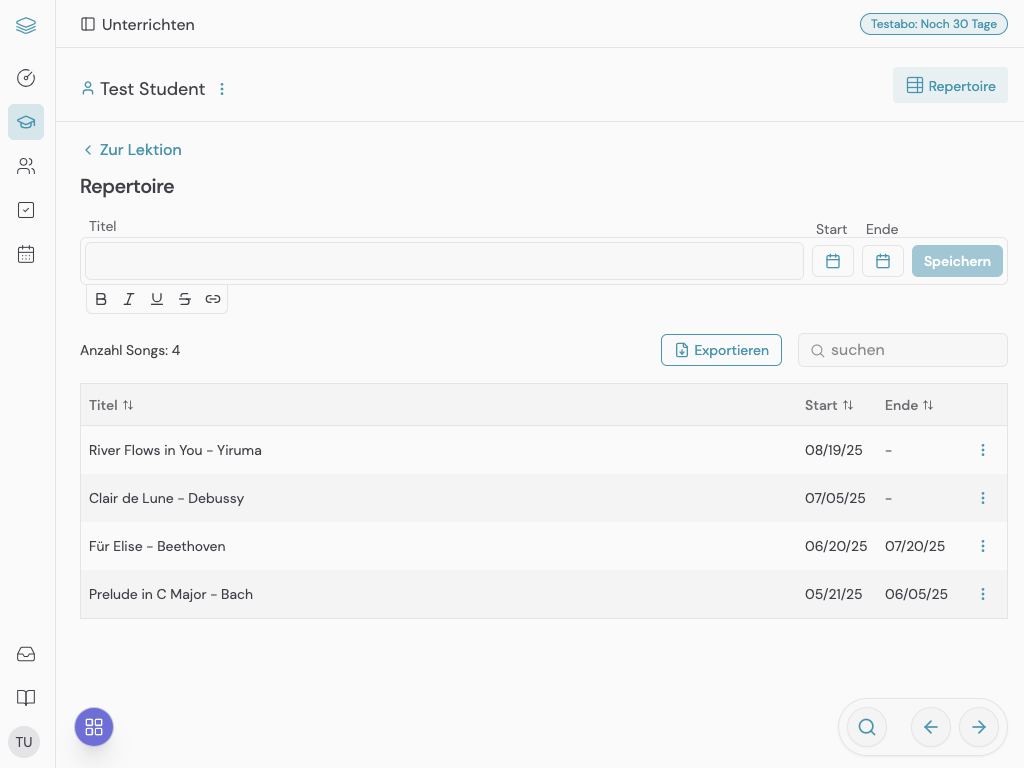 Unterrichten
Testabo: Noch 30 Tage
Test Student
Repertoire
Zur Lektion
Repertoire
Titel
Start
Ende
Speichern
B I U S
Anzahl Songs: 4
Exportieren
suchen
Titel Start Ende
River Flows in You - Yiruma 08/19/25 -
Clair de Lune - Debussy 07/05/25 -
Für Elise - Beethoven 06/20/25 07/20/25
Prelude in C Major - Bach 05/21/25 06/05/25
TU